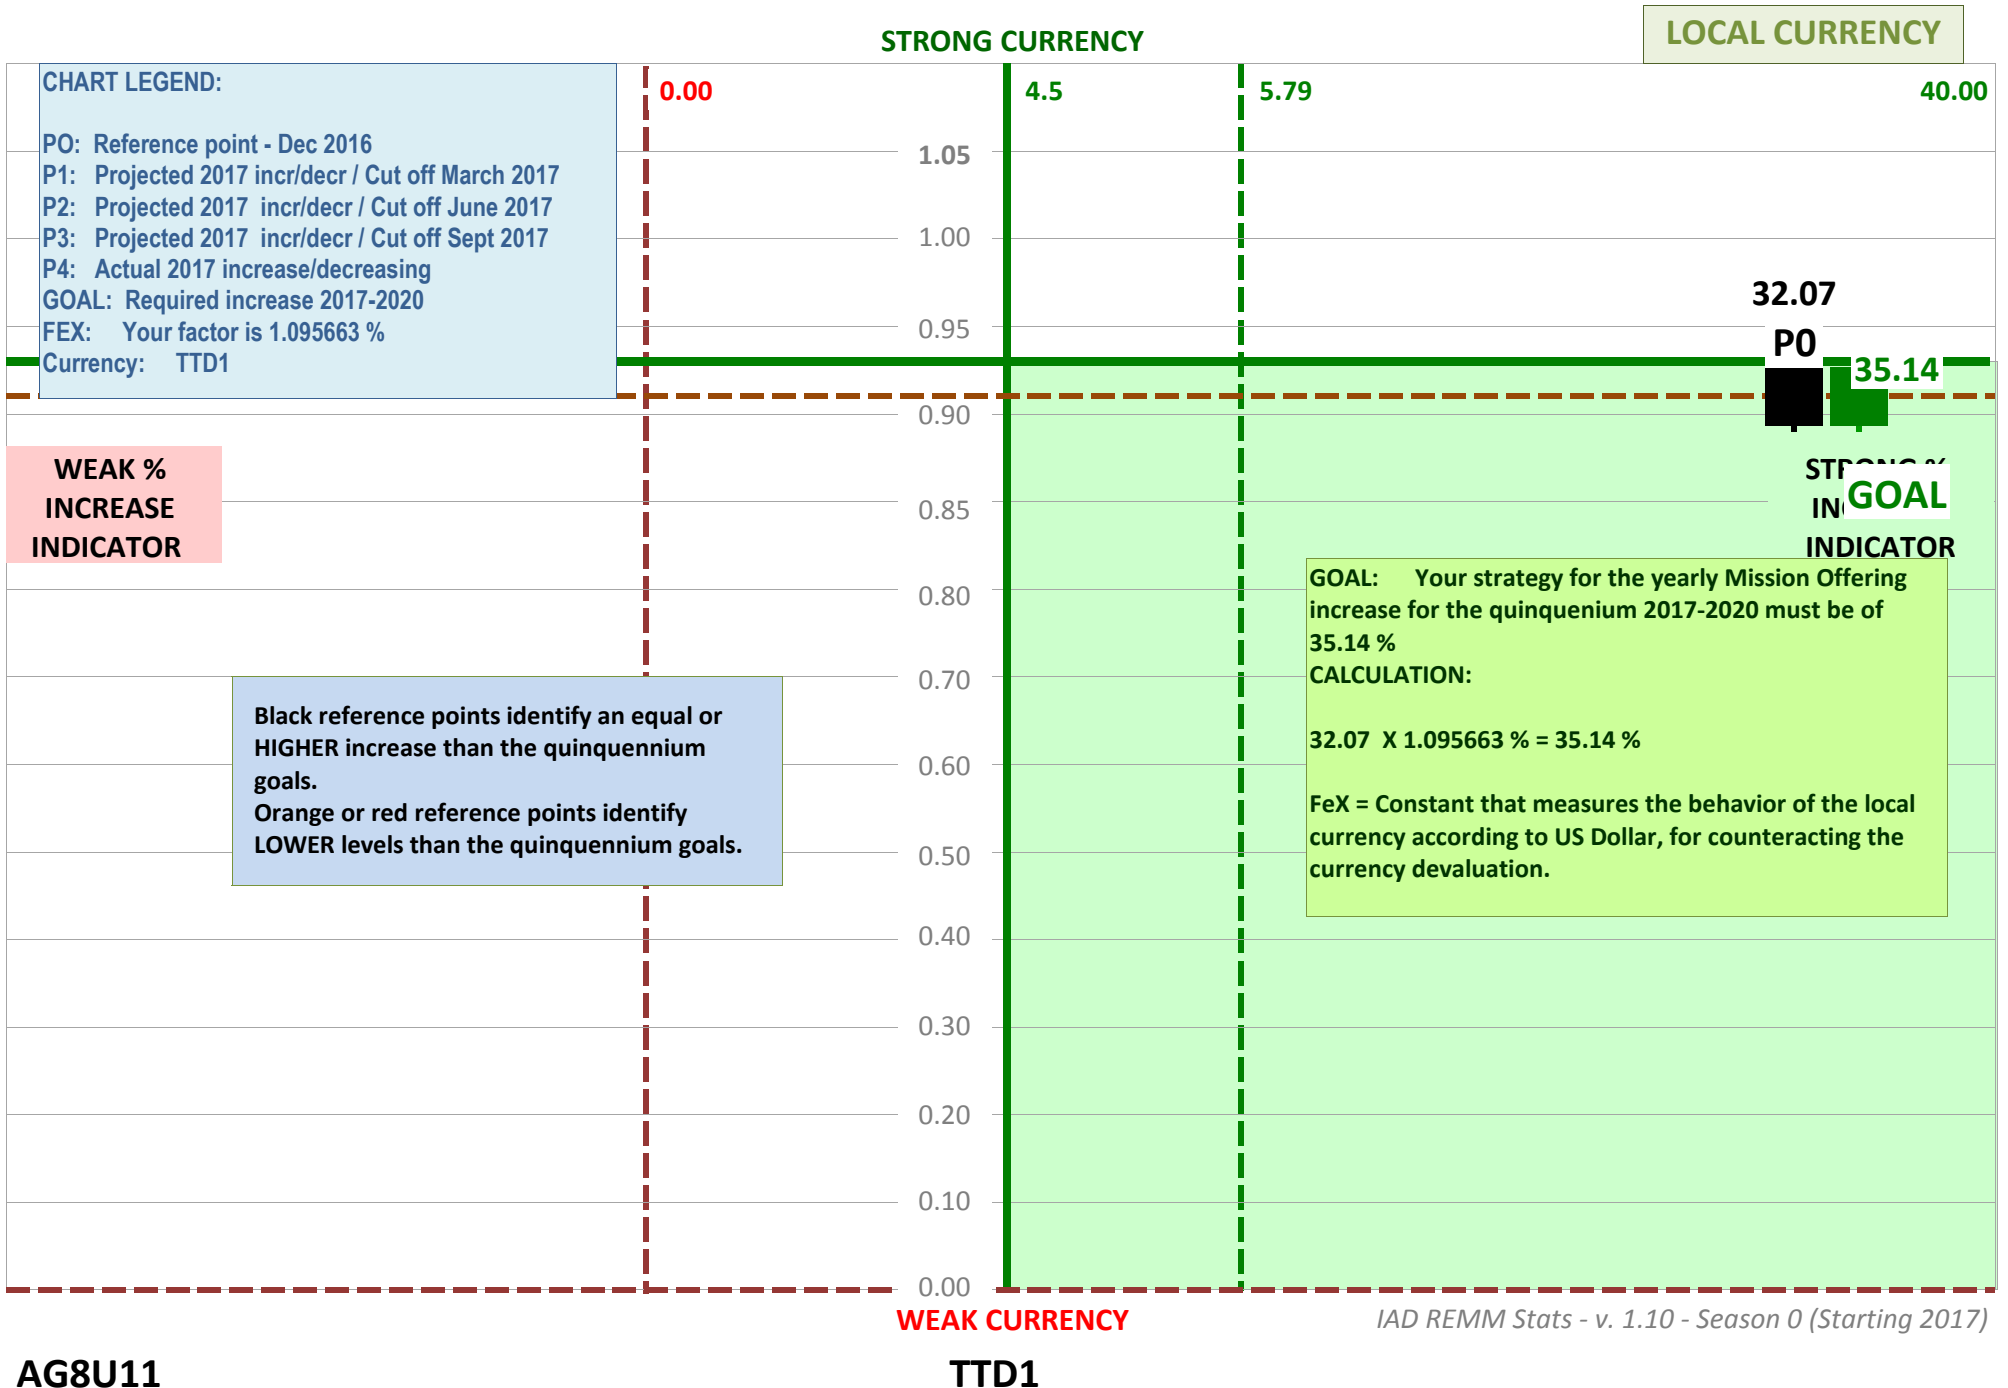 LOCAL CURRENCY
STRONG CURRENCY
CHART LEGEND:
PO: Reference point - Dec 2016
P1: Projected 2017 incr/decr / Cut off March 2017
P2: Projected 2017 incr/decr / Cut off June 2017
P3: Projected 2017 incr/decr / Cut off Sept 2017
P4: Actual 2017 increase/decreasing
GOAL: Required increase 2017-2020
FEX: Your factor is 1.095663 %
Currency: TTD1
0.00
4.5
5.79
40.00
1.05
1.00
0.95
0.90
0.85
0.80
0.70
0.60
0.50
0.40
0.30
0.20
0.10
0.00
32.07
P0
35.14
WEAK %
INCREASE
INDICATOR
GOAL
INDICATOR
GOAL: Your strategy for the yearly Mission Offering
increase for the quinquenium 2017-2020 must be of
35.14 %
CALCULATION:
32.07 X 1.095663 % = 35.14 %
FeX = Constant that measures the behavior of the local
currency according to US Dollar, for counteracting the
currency devaluation.
Black reference points identify an equal or
HIGHER increase than the quinquennium
goals.
Orange or red reference points identify
LOWER levels than the quinquennium goals.
WEAK CURRENCY
IAD REMM Stats - v. 1.10 - Season 0 (Starting 2017)
AG8U11
TTD1